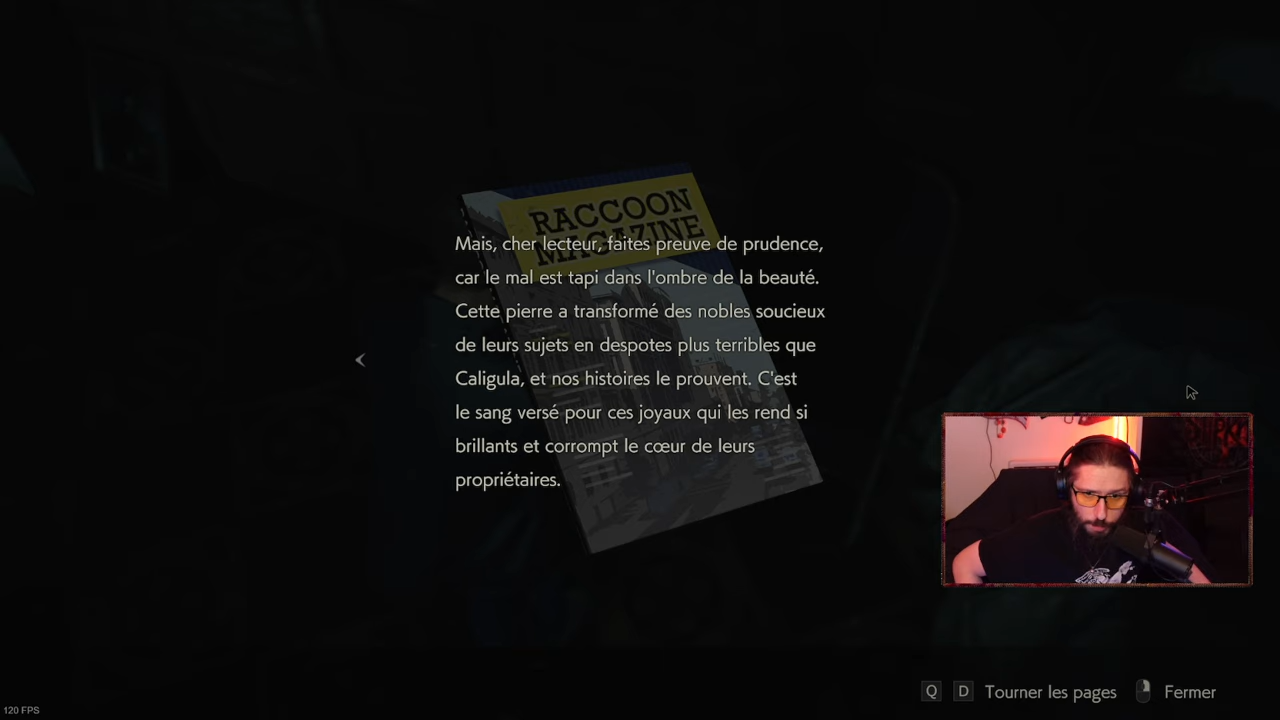 RACCOON
MAGAZINE
Mais, cher lecteur, faites preuve de prudence,
car le mal est tapi dans l'ombre de la beauté.
Cette pierre a transformé des nobles soucieux
de leurs sujets en despotes plus terribles que
Caligula, et nos histoires le prouvent. C'est
le sang versé pour ces joyaux qui les rend si
brillants et corrompt le cœur de leurs
propriétaires.
Q D Tourner les pages Fermer
120 FPS